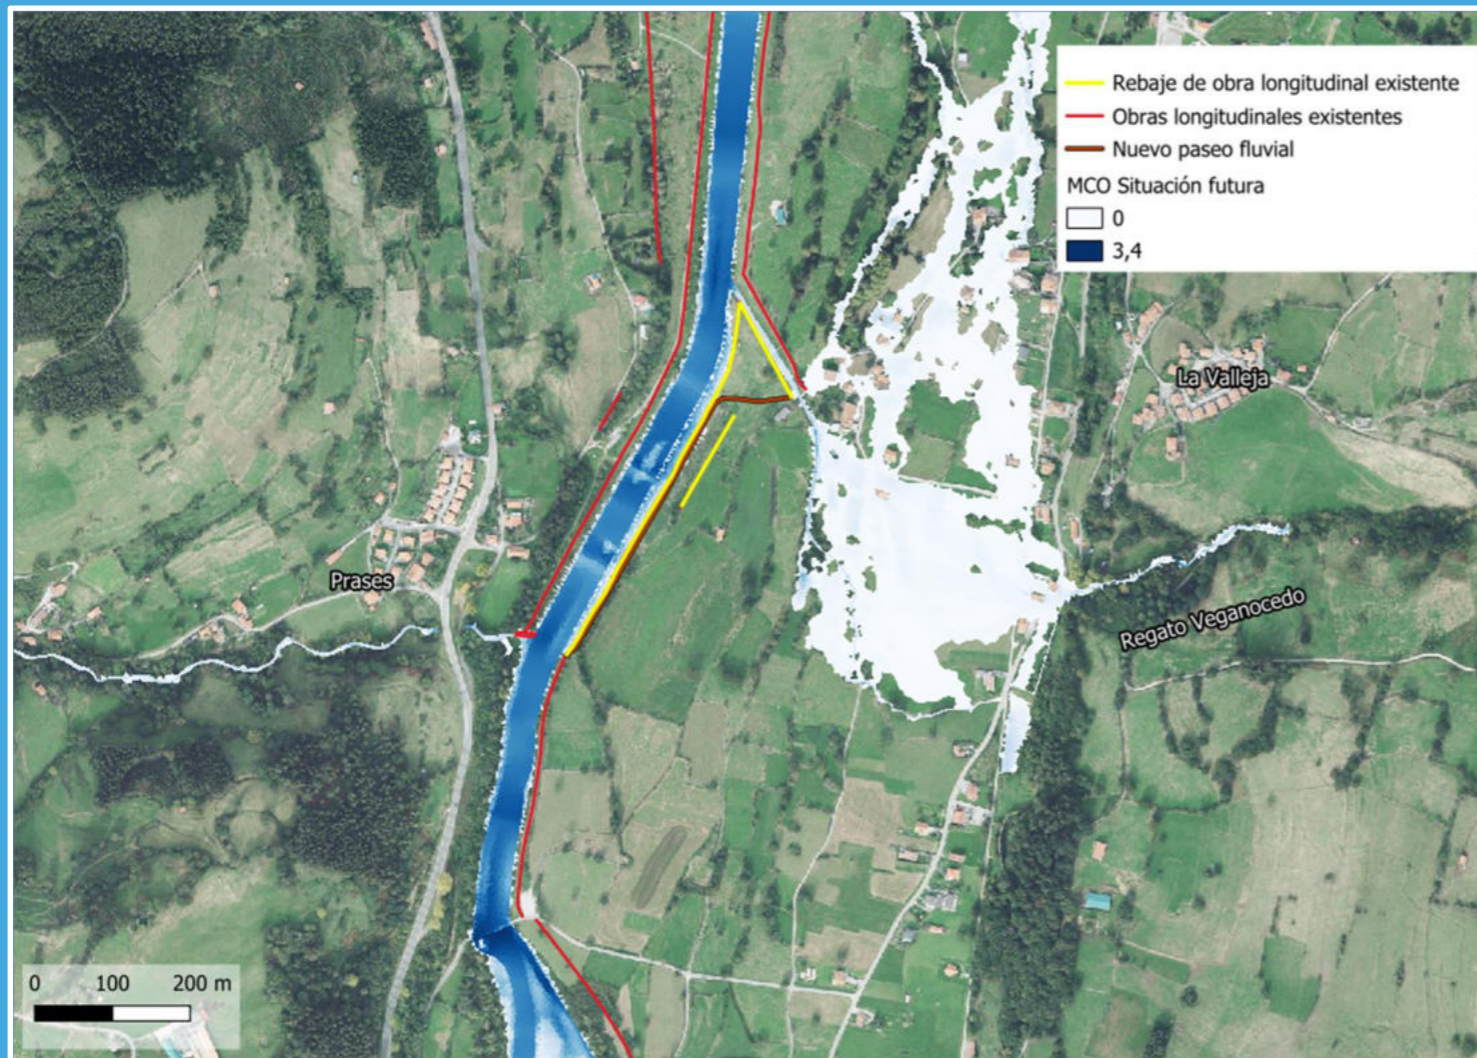 Rebaje de obra longitudinal existente
Obras longitudinales existentes
Nuevo paseo fluvial
MCO Situación futura
0
3,4
La Valleja
Prases
Regato Veganocedo
0 100 200 m